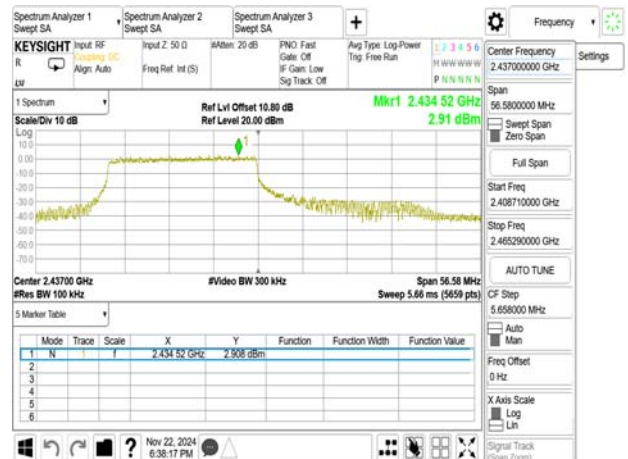 Spectrum Analyzer 1
Swept SA
Spectrum Analyzer 2
Swept SA
Spectrum Analyzer 3
Swept SA
+
Frequency
KEYSIGHT
R
Input: RF
Coupling: DC
Align: Auto
Input Z: 50 Ω
Freq Ref: Int (S)
#Atten: 20 dB
PNO: Fast
Gate: Off
IF Gain: Low
Sig Track: Off
Avg Type: Log-Power
Trig: Free Run
1 2 3 4 5 6
M W W W W W
P N N N N N
1 Spectrum
Scale/Div 10 dB
Ref Lvl Offset 10.80 dB
Ref Level 20.00 dBm
Mkr1 2.434 52 GHz
2.91 dBm
Log
10.0
0.00
-10.0
-20.0
-30.0
-40.0
-50.0
-60.0
-70.0
1
Center 2.43700 GHz
#Res BW 100 kHz
#Video BW 300 kHz
Span 56.58 MHz
Sweep 5.66 ms (5659 pts)
5 Marker Table
Mode Trace Scale X Y Function Function Width Function Value
1 N 1 f 2.434 52 GHz 2.908 dBm
2
3
4
5
6
Nov 22, 2024
6:38:17 PM
Center Frequency
2.437000000 GHz
Settings
Span
56.5800000 MHz
Swept Span
Zero Span
Full Span
Start Freq
2.408710000 GHz
Stop Freq
2.465290000 GHz
AUTO TUNE
CF Step
5.658000 MHz
Auto
Man
Freq Offset
0 Hz
X Axis Scale
Log
Lin
Signal Track
(Span Zoom)